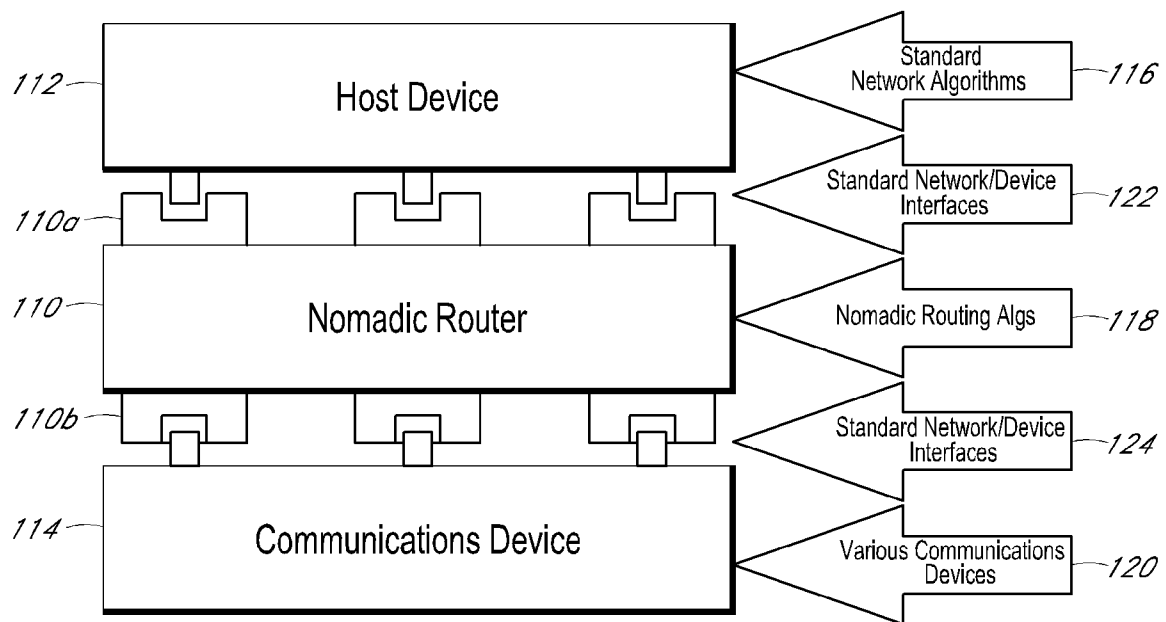 112
Host Device
Standard
Network Algorithms
116
110a
Standard Network/Device
Interfaces
122
110
Nomadic Router
Nomadic Routing Algs
118
110b
Standard Network/Device
Interfaces
124
114
Communications Device
Various Communications
Devices
120